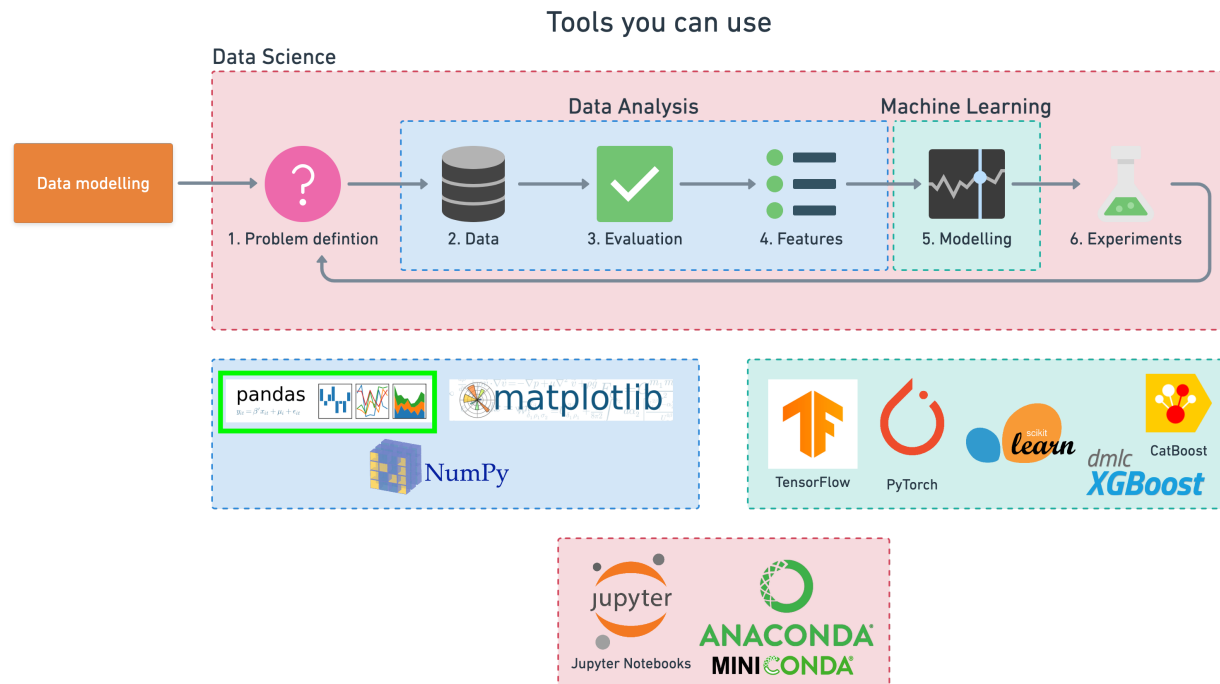 Tools you can use
Data Science
Data Analysis
Machine Learning
Data modelling
?
1. Problem defintion
2. Data
3. Evaluation
4. Features
5. Modelling
6. Experiments
pandas
matplotlib
NumPy
TensorFlow
PyTorch
scikit
learn
CatBoost
dmlc
XGBoost
jupyter
Jupyter Notebooks
ANACONDA®
MINICONDA®